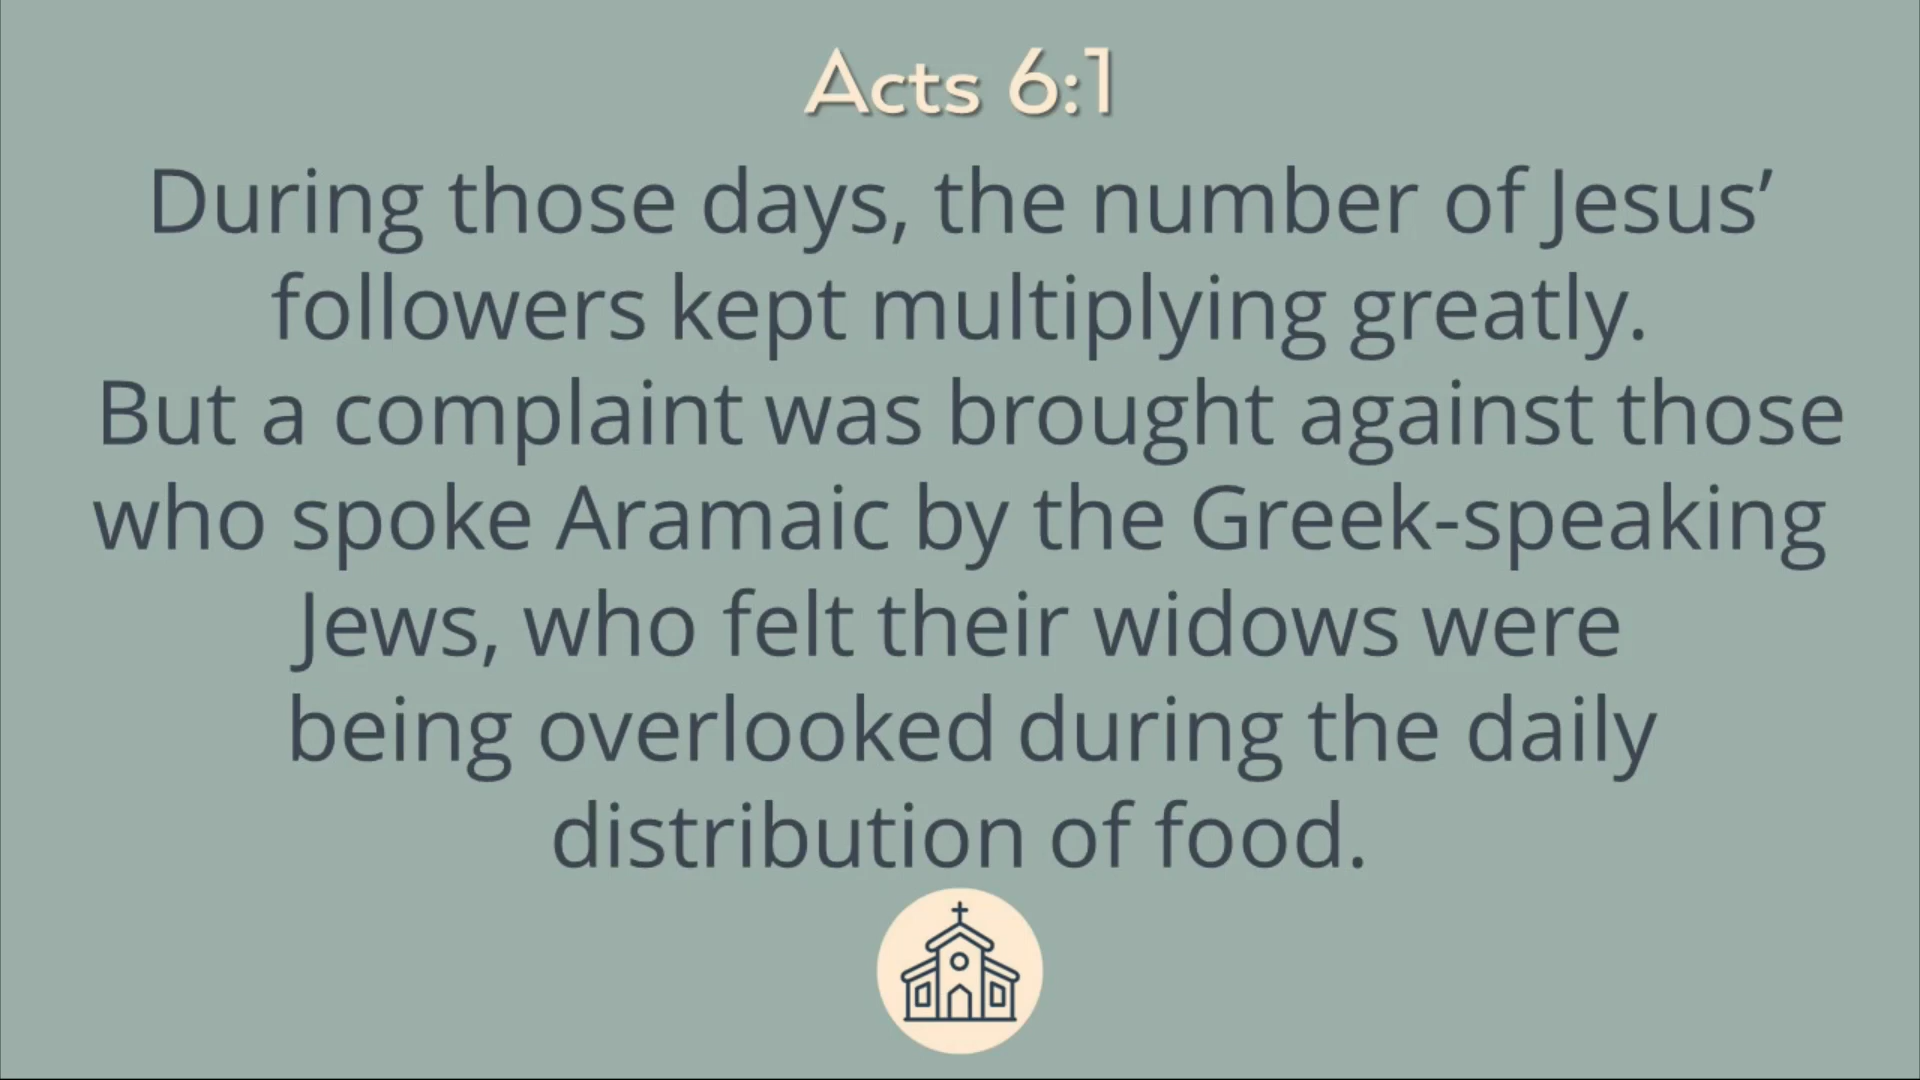 Acts 6:1
During those days, the number of Jesus’
followers kept multiplying greatly.
But a complaint was brought against those
who spoke Aramaic by the Greek-speaking
Jews, who felt their widows were
being overlooked during the daily
distribution of food.